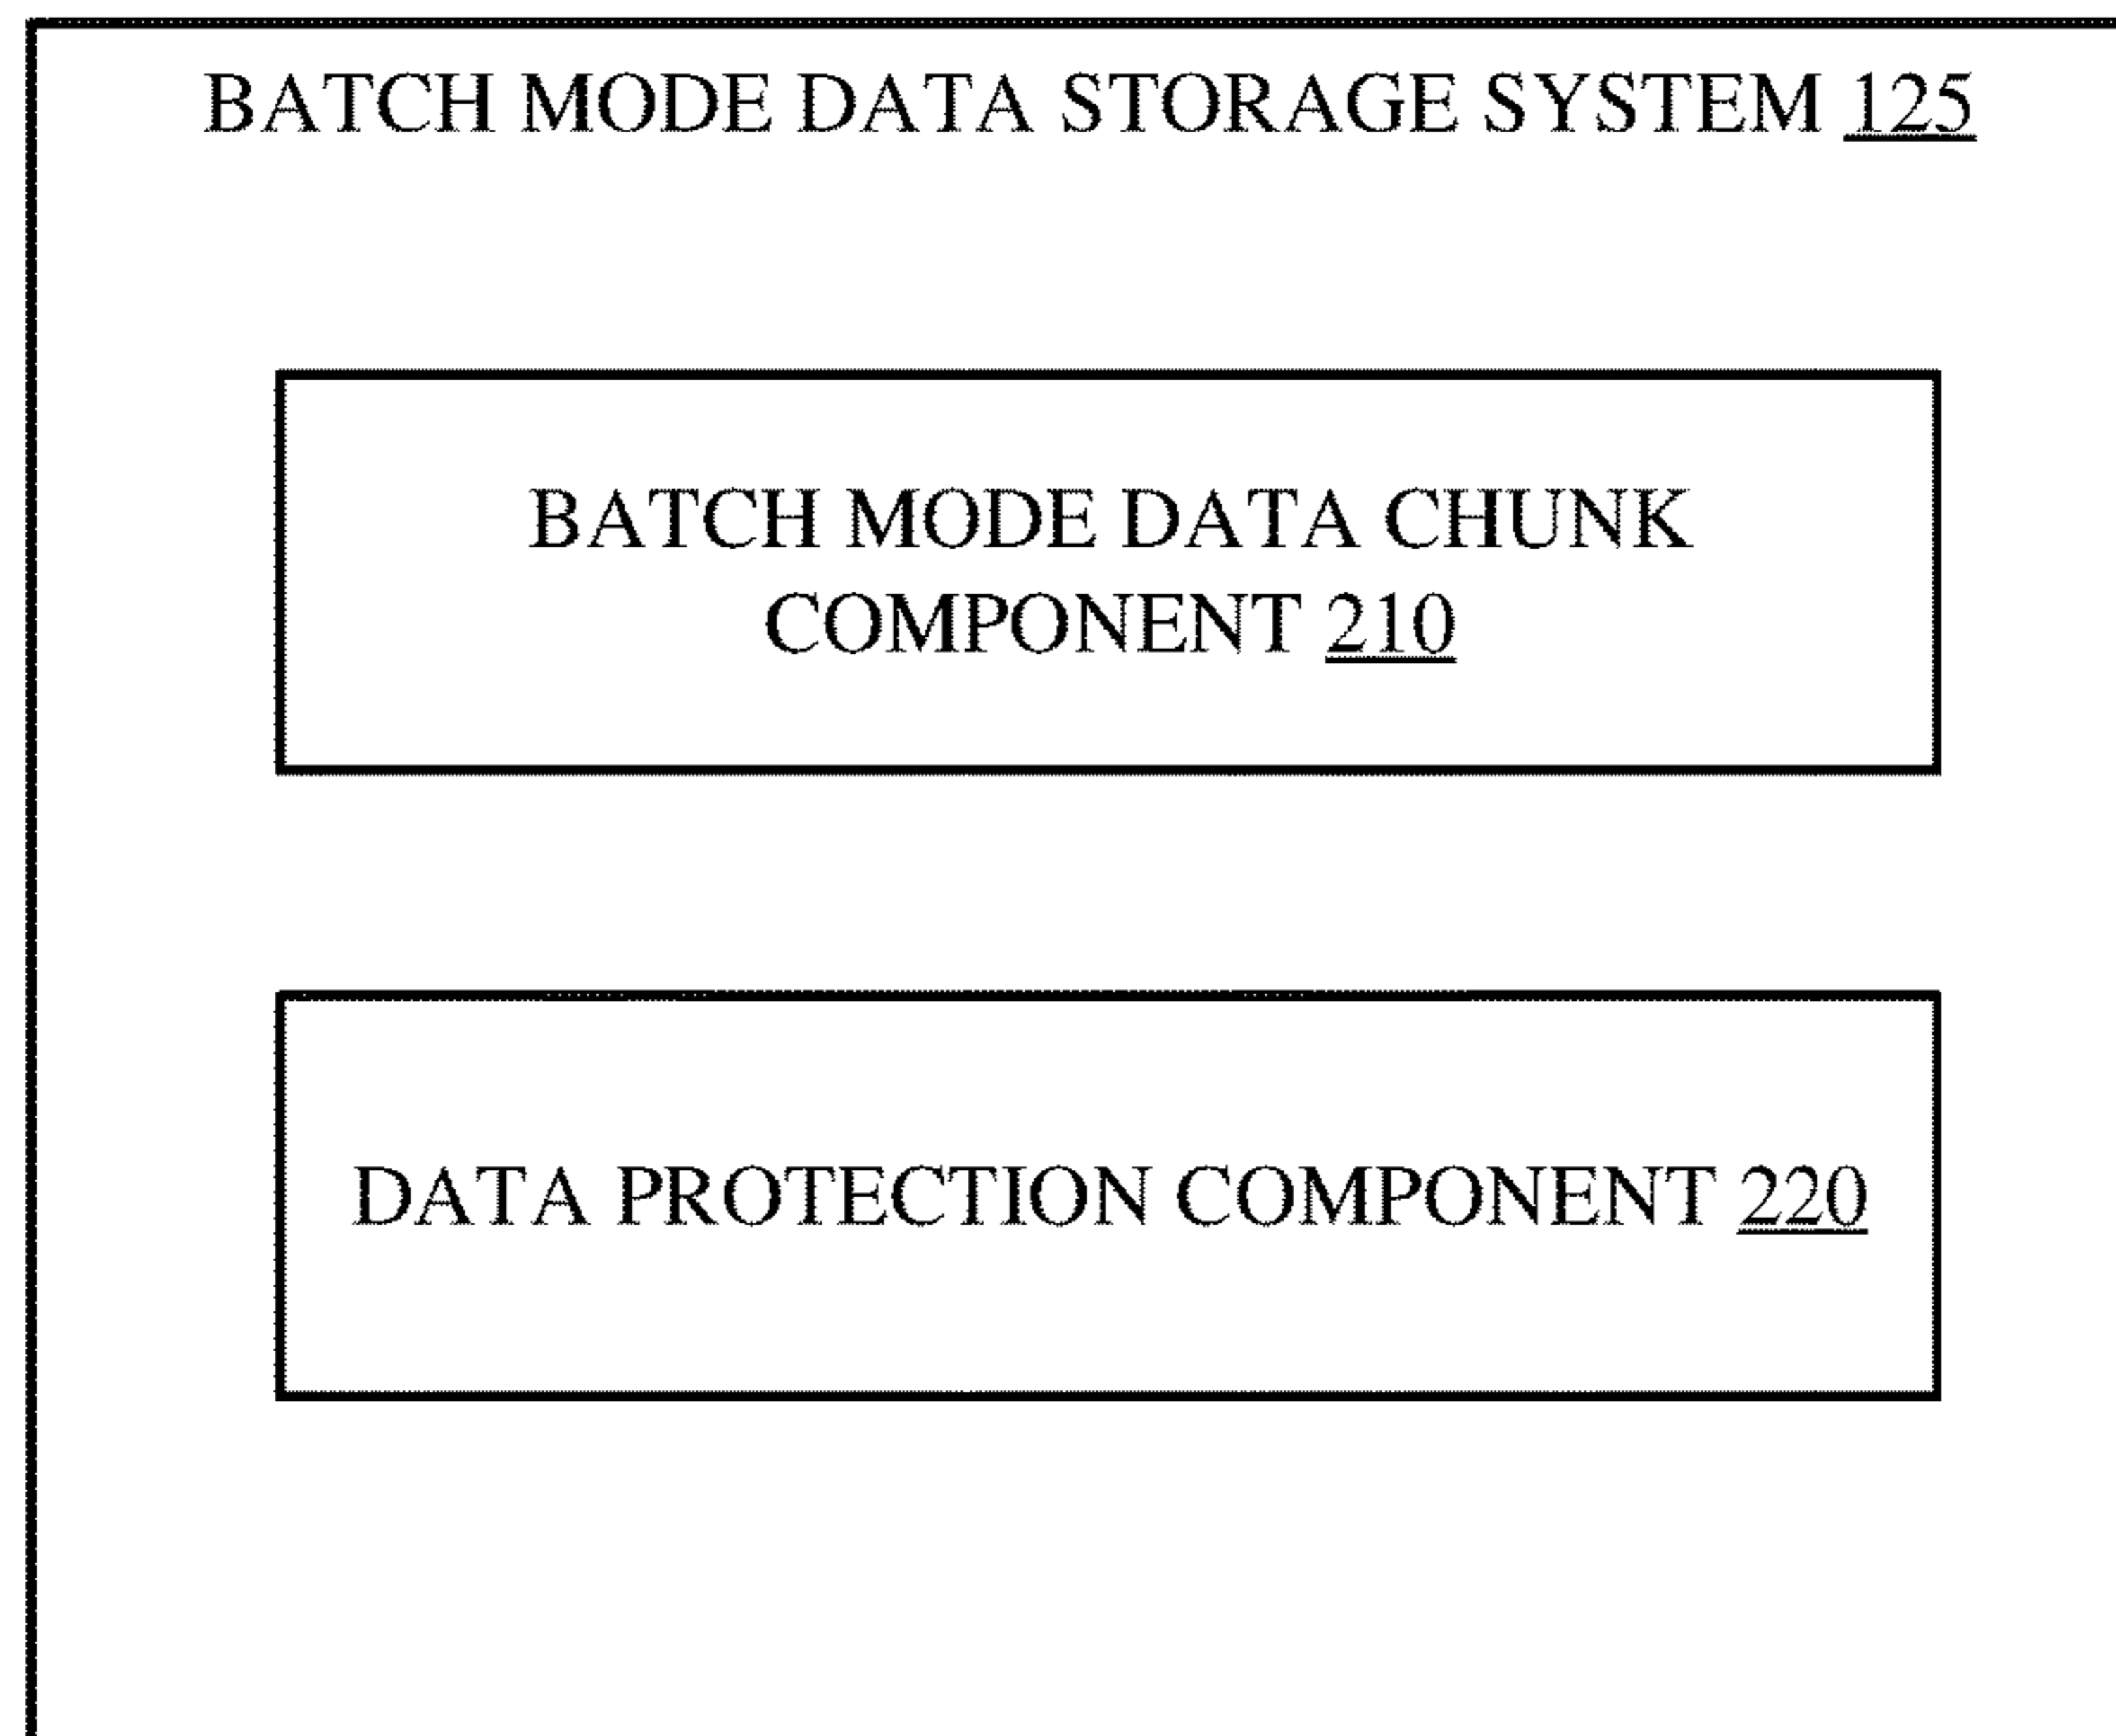 BATCH MODE DATA STORAGE SYSTEM 125
BATCH MODE DATA CHUNK
COMPONENT 210
DATA PROTECTION COMPONENT 220